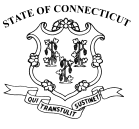 STATE OF CONNECTICUT
QUI TRANSTULIT SUSTINET